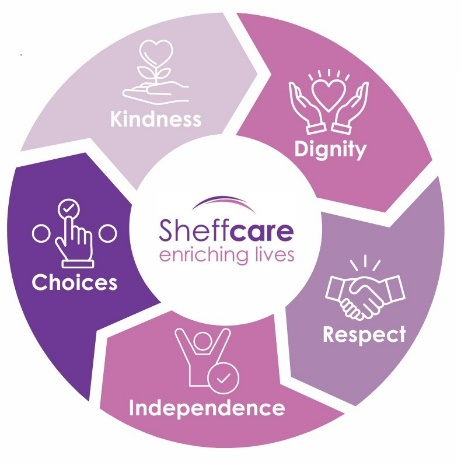 Kindness
Dignity
Sheffcare
enriching lives
Choices
Respect
Independence